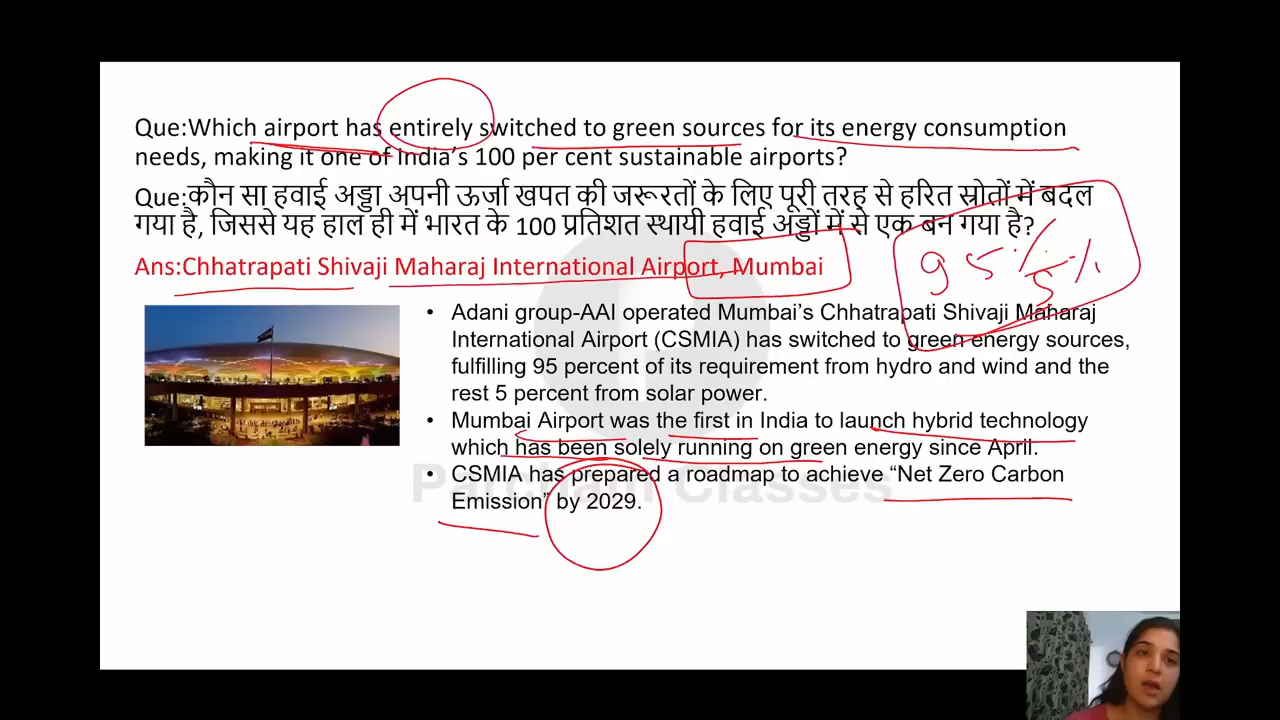 Que:Which airport has entirely switched to green sources for its energy consumption
needs, making it one of India’s 100 per cent sustainable airports?
Que:कौन सा हवाई अड्डा अपनी ऊर्जा खपत की जरूरतों के लिए पूरी तरह से हरित स्रोतों में बदल
गया है, जिससे यह हाल ही में भारत के 100 प्रतिशत स्थायी हवाई अड्डों में से एक बन गया है?
Ans:Chhatrapati Shivaji Maharaj International Airport, Mumbai
95%
5%
• Adani group-AAI operated Mumbai’s Chhatrapati Shivaji Maharaj
International Airport (CSMIA) has switched to green energy sources,
fulfilling 95 percent of its requirement from hydro and wind and the
rest 5 percent from solar power.
• Mumbai Airport was the first in India to launch hybrid technology
which has been solely running on green energy since April.
• CSMIA has prepared a roadmap to achieve “Net Zero Carbon
Emission” by 2029.
Parcham Classes